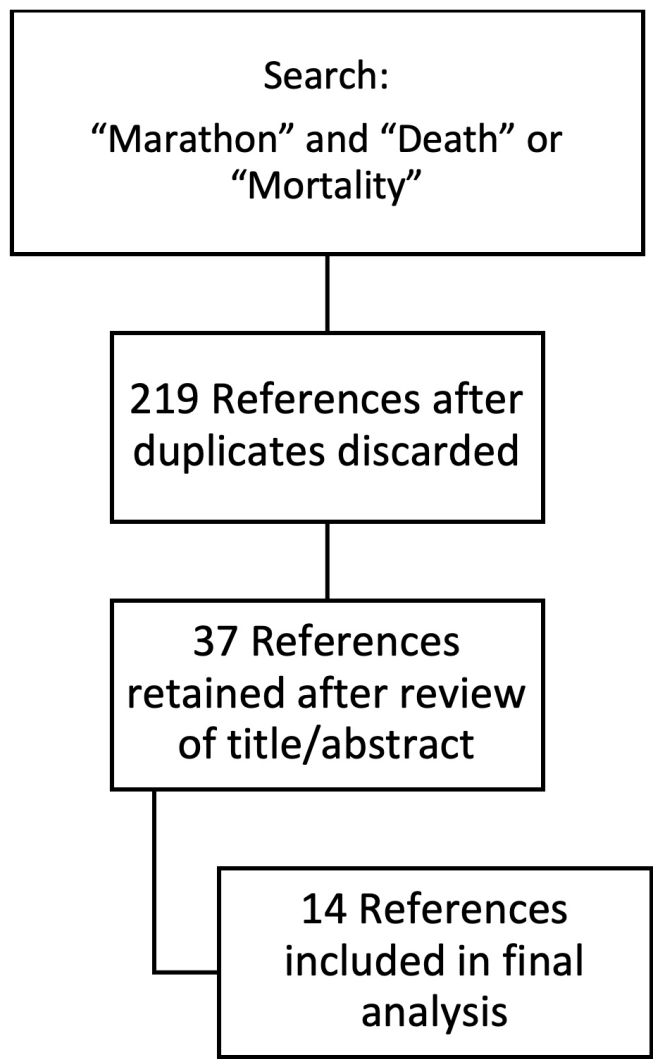 Search:
“Marathon” and “Death” or
“Mortality”
219 References after
duplicates discarded
37 References
retained after review
of title/abstract
14 References
included in final
analysis